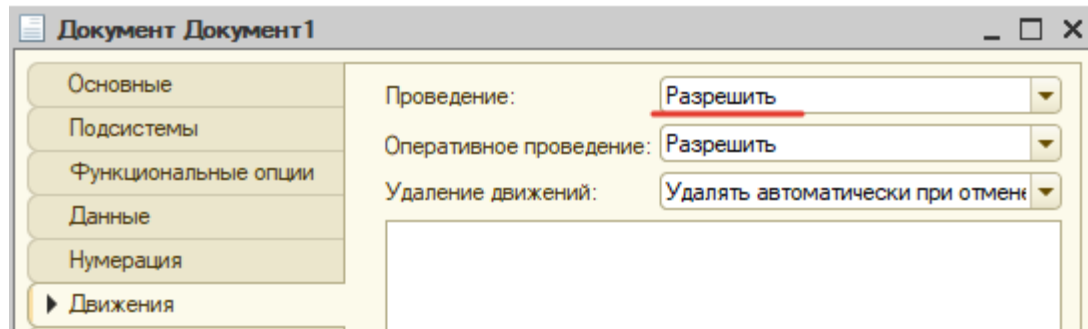 Документ Документ1
Основные
Подсистемы
Функциональные опции
Данные
Нумерация
Движения
Проведение: Разрешить
Оперативное проведение: Разрешить
Удаление движений: Удалять автоматически при отмене